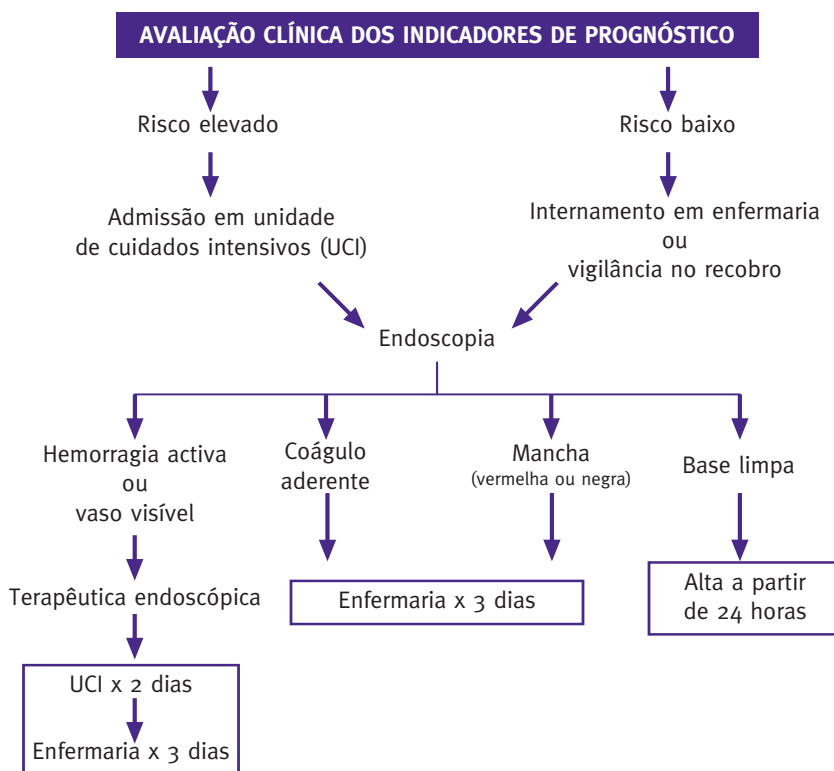 AVALIAÇÃO CLÍNICA DOS INDICADORES DE PROGNÓSTICO
Risco elevado
Risco baixo
Admissão em unidade
de cuidados intensivos (UCI)
Internamento em enfermaria
ou
vigilância no recobro
Endoscopia
Hemorragia activa
ou
vaso visível
Coágulo
aderente
Mancha
(vermelha ou negra)
Base limpa
Terapêutica endoscópica
Enfermaria x 3 dias
Alta a partir
de 24 horas
UCI x 2 dias
Enfermaria x 3 dias